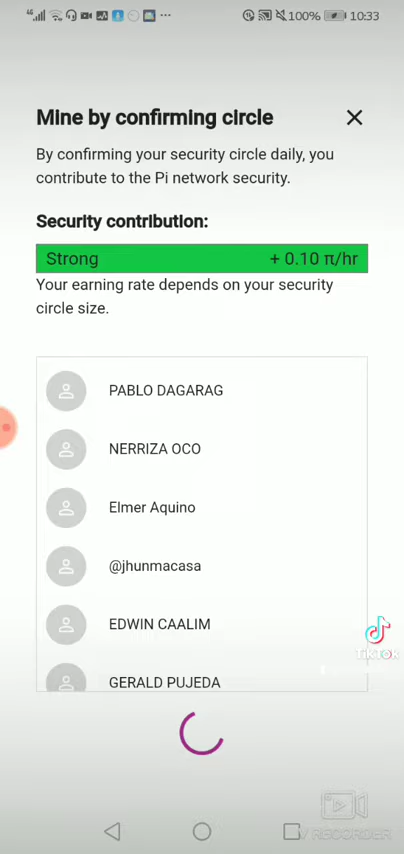 100% 10:33
Mine by confirming circle
By confirming your security circle daily, you
contribute to the Pi network security.
Security contribution:
Strong + 0.10 π/hr
Your earning rate depends on your security
circle size.
PABLO DAGARAG
NERRIZA OCO
Elmer Aquino
@jhunmacasa
EDWIN CAALIM
GERALD PUJEDA
TikTok
V RECORDER